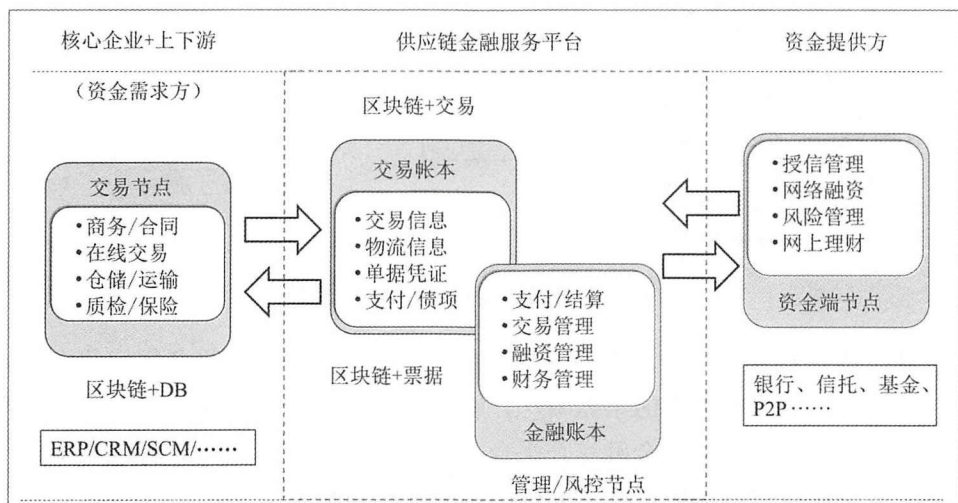 核心企业+上下游
供应链金融服务平台
资金提供方
（资金需求方）
区块链+交易
交易节点
•商务/合同
•在线交易
•仓储/运输
•质检/保险
区块链+DB
ERP/CRM/SCM/……
交易帐本
•交易信息
•物流信息
•单据凭证
•支付/债项
区块链+票据
•支付/结算
•交易管理
•融资管理
•财务管理
金融账本
管理/风控节点
•授信管理
•网络融资
•风险管理
•网上理财
资金端节点
银行、信托、基金、
P2P……